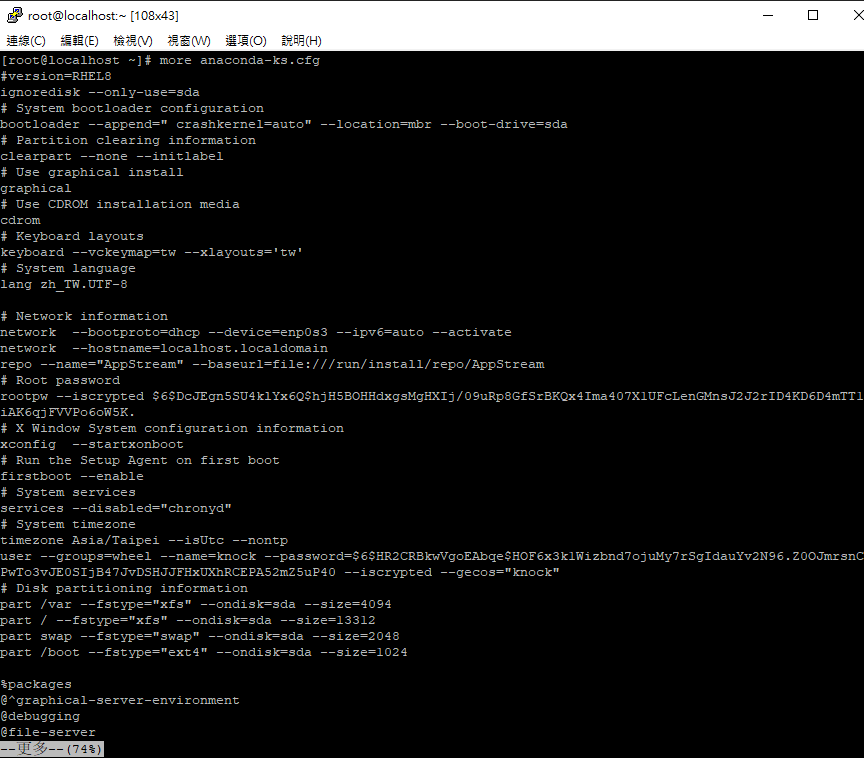 root@localhost:~ [108x43]
連線(C) 編輯(E) 檢視(V) 視窗(W) 選項(O) 說明(H)
[root@localhost ~]# more anaconda-ks.cfg
#version=RHEL8
ignoredisk --only-use=sda
# System bootloader configuration
bootloader --append=" crashkernel=auto" --location=mbr --boot-drive=sda
# Partition clearing information
clearpart --none --initlabel
# Use graphical install
graphical
# Use CDROM installation media
cdrom
# Keyboard layouts
keyboard --vckeymap=tw --xlayouts='tw'
# System language
lang zh_TW.UTF-8
# Network information
network  --bootproto=dhcp --device=enp0s3 --ipv6=auto --activate
network  --hostname=localhost.localdomain
repo --name="AppStream" --baseurl=file:///run/install/repo/AppStream
# Root password
rootpw --iscrypted $6$DcJEgn5SU4klYx6Q$hjH5BOHHdxgsMgHXIj/09uRp8GfSrBKQx4Ima407X1UFcLenGMnsJ2J2rID4KD6D4mTTl
iAK6qjFVVPo6oW5K.
# X Window System configuration information
xconfig  --startxonboot
# Run the Setup Agent on first boot
firstboot --enable
# System services
services --disabled="chronyd"
# System timezone
timezone Asia/Taipei --isUtc --nontp
user --groups=wheel --name=knock --password=$6$HR2CRBkwVgoEAbqe$HOF6x3k1Wizbnd7ojuMy7rSgIdauYv2N96.Z0OJmrsnC
PwTo3vJE0SIjB47JvDSHJJFHxUXhRCEPA52mZ5uP40 --iscrypted --gecos="knock"
# Disk partitioning information
part /var --fstype="xfs" --ondisk=sda --size=4094
part / --fstype="xfs" --ondisk=sda --size=13312
part swap --fstype="swap" --ondisk=sda --size=2048
part /boot --fstype="ext4" --ondisk=sda --size=1024
%packages
@^graphical-server-environment
@debugging
@file-server
--更多--(74%)